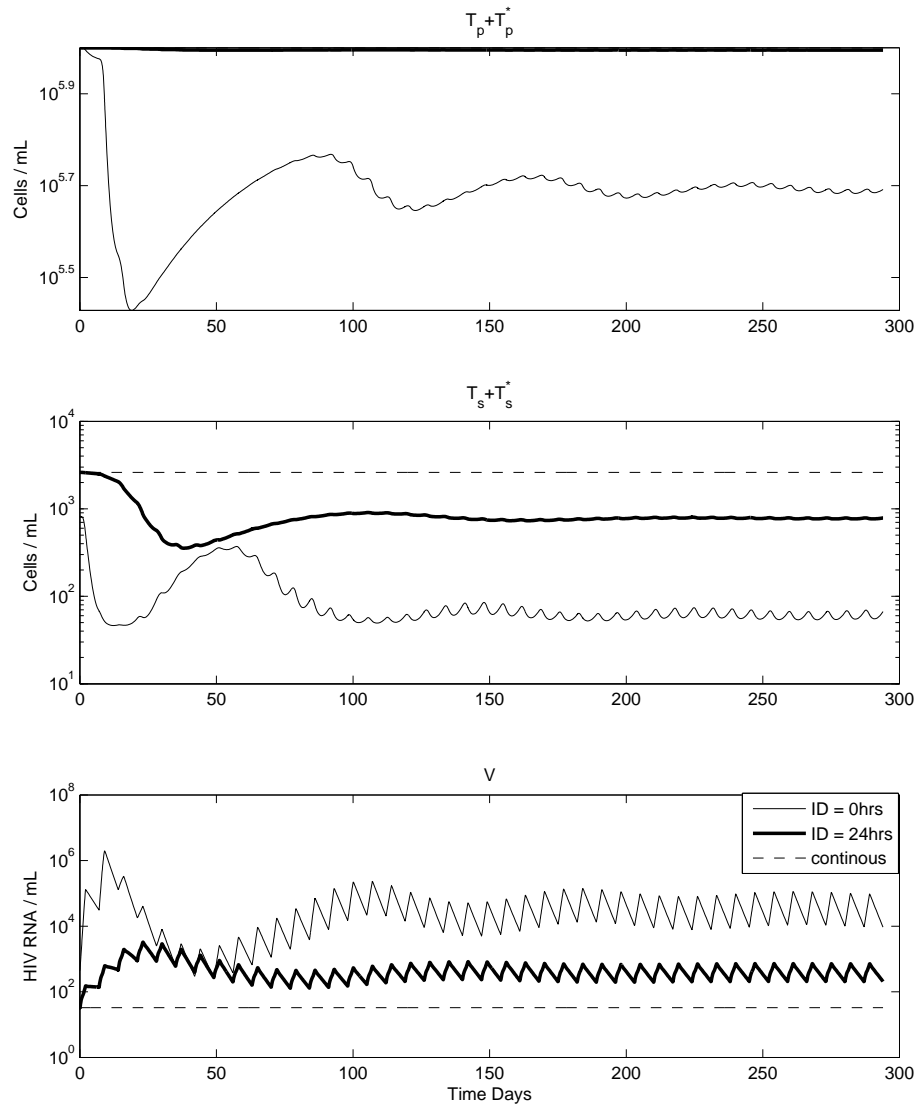 T_p+T_p^*
Cells / mL
10^5.9
10^5.7
10^5.5
0 50 100 150 200 250 300
T_s+T_s^*
Cells / mL
10^4
10^3
10^2
10^1
0 50 100 150 200 250 300
V
HIV RNA / mL
10^8
10^6
10^4
10^2
10^0
ID = 0hrs
ID = 24hrs
continous
0 50 100 150 200 250 300
Time Days